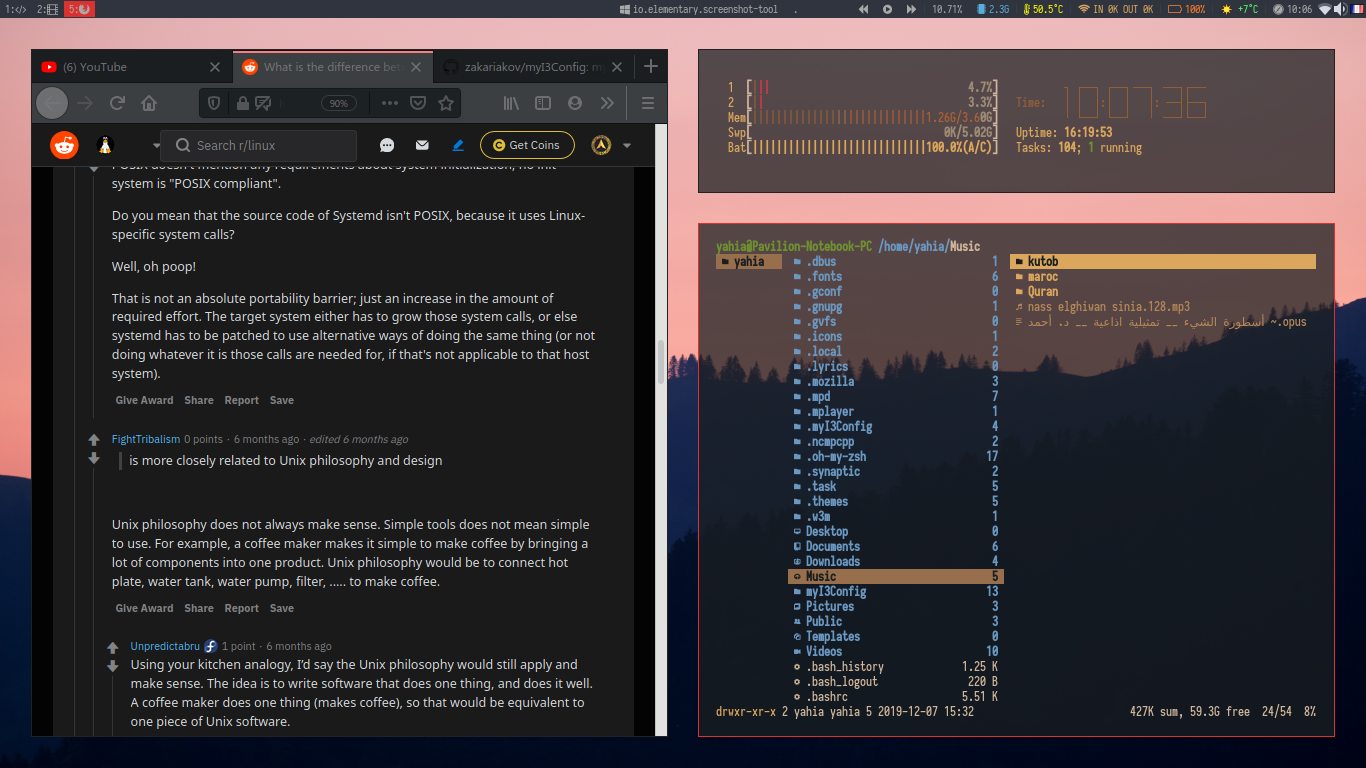 1:</>
2:
5:
io.elementary.screenshot-tool .
10.71%
2.3G
50.5°C
IN 0K OUT 0K
100%
+7°C
10:06
(6) YouTube
What is the difference bet
zakariakov/myI3Config: m
90%
Search r/linux
Get Coins
POSIX doesn't mention any requirements about system initialization, no init
system is "POSIX compliant".
Do you mean that the source code of Systemd isn't POSIX, because it uses Linux-
specific system calls?
Well, oh poop!
That is not an absolute portability barrier; just an increase in the amount of
required effort. The target system either has to grow those system calls, or else
systemd has to be patched to use alternative ways of doing the same thing (or not
doing whatever it is those calls are needed for, if that's not applicable to that host
system).
Give Award Share Report Save
FightTribalism 0 points · 6 months ago · edited 6 months ago
is more closely related to Unix philosophy and design
Unix philosophy does not always make sense. Simple tools does not mean simple
to use. For example, a coffee maker makes it simple to make coffee by bringing a
lot of components into one product. Unix philosophy would be to connect hot
plate, water tank, water pump, filter, ..... to make coffee.
Give Award Share Report Save
Unpredictabru 1 point · 6 months ago
Using your kitchen analogy, I'd say the Unix philosophy would still apply and
make sense. The idea is to write software that does one thing, and does it well.
A coffee maker does one thing (makes coffee), so that would be equivalent to
one piece of Unix software.
1 [||| 4.7%]
2 [|| 3.3%]
Mem[|||||||||||||||||||||||||||||1.26G/3.60G]
Swp[ 0K/5.02G]
Bat[|||||||||||||||||||||||||||||100.0%(A/C)]
Time: 10:07:36
Uptime: 16:19:53
Tasks: 104; 1 running
yahia@Pavilion-Notebook-PC /home/yahia/Music
yahia
.dbus 1
.fonts 6
.gconf 0
.gnupg 1
.gvfs 0
.icons 1
.local 2
.lyrics 0
.mozilla 3
.mpd 7
.mplayer 1
.myI3Config 4
.ncmpcpp 2
.oh-my-zsh 17
.synaptic 2
.task 5
.themes 5
.w3m 1
Desktop 0
Documents 6
Downloads 4
Music 5
myI3Config 13
Pictures 3
Public 3
Templates 0
Videos 10
.bash_history 1.25 K
.bash_logout 220 B
.bashrc 5.51 K
kutob
maroc
Quran
nass elghiwan sinia.128.mp3
أسطورة الشيء __ تمثيلية اذاعية __ د. أحمد ~.opus
drwxr-xr-x 2 yahia yahia 5 2019-12-07 15:32
427K sum, 59.3G free 24/54 8%